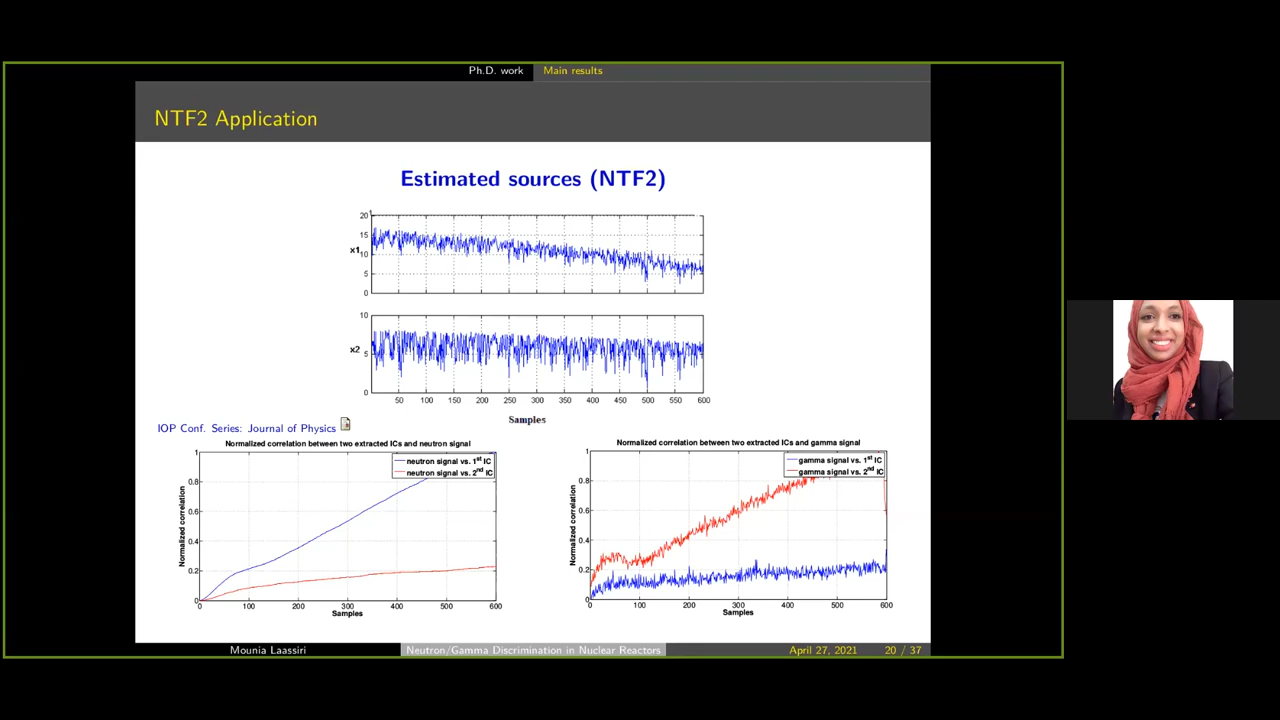 Ph.D. work Main results
NTF2 Application
Estimated sources (NTF2)
20
15
x1
10
5
0
10
x2
5
0
50 100 150 200 250 300 350 400 450 500 550 600
Samples
IOP Conf. Series: Journal of Physics
Normalized correlation between two extracted ICs and neutron signal
neutron signal vs. 1st IC
neutron signal vs. 2nd IC
Normalized correlation
1
0.8
0.6
0.4
0.2
0
0 100 200 300 400 500 600
Samples
Normalized correlation between two extracted ICs and gamma signal
gamma signal vs. 1st IC
gamma signal vs. 2nd IC
Normalized correlation
1
0.8
0.6
0.4
0.2
0
0 100 200 300 400 500 600
Samples
Mounia Laassiri Neutron/Gamma Discrimination in Nuclear Reactors April 27, 2021 20 / 37